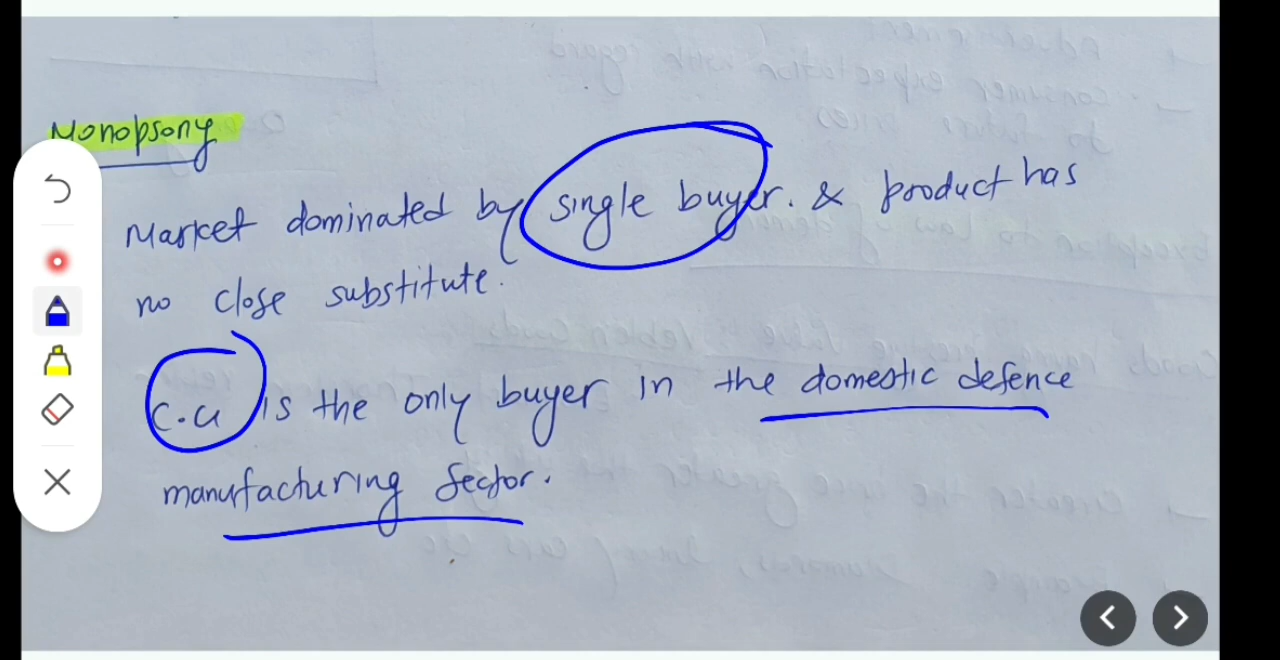 Monopsony
Market dominated by single buyer. & product has
no close substitute.
C.G is the only buyer in the domestic defence
manufacturing sector.